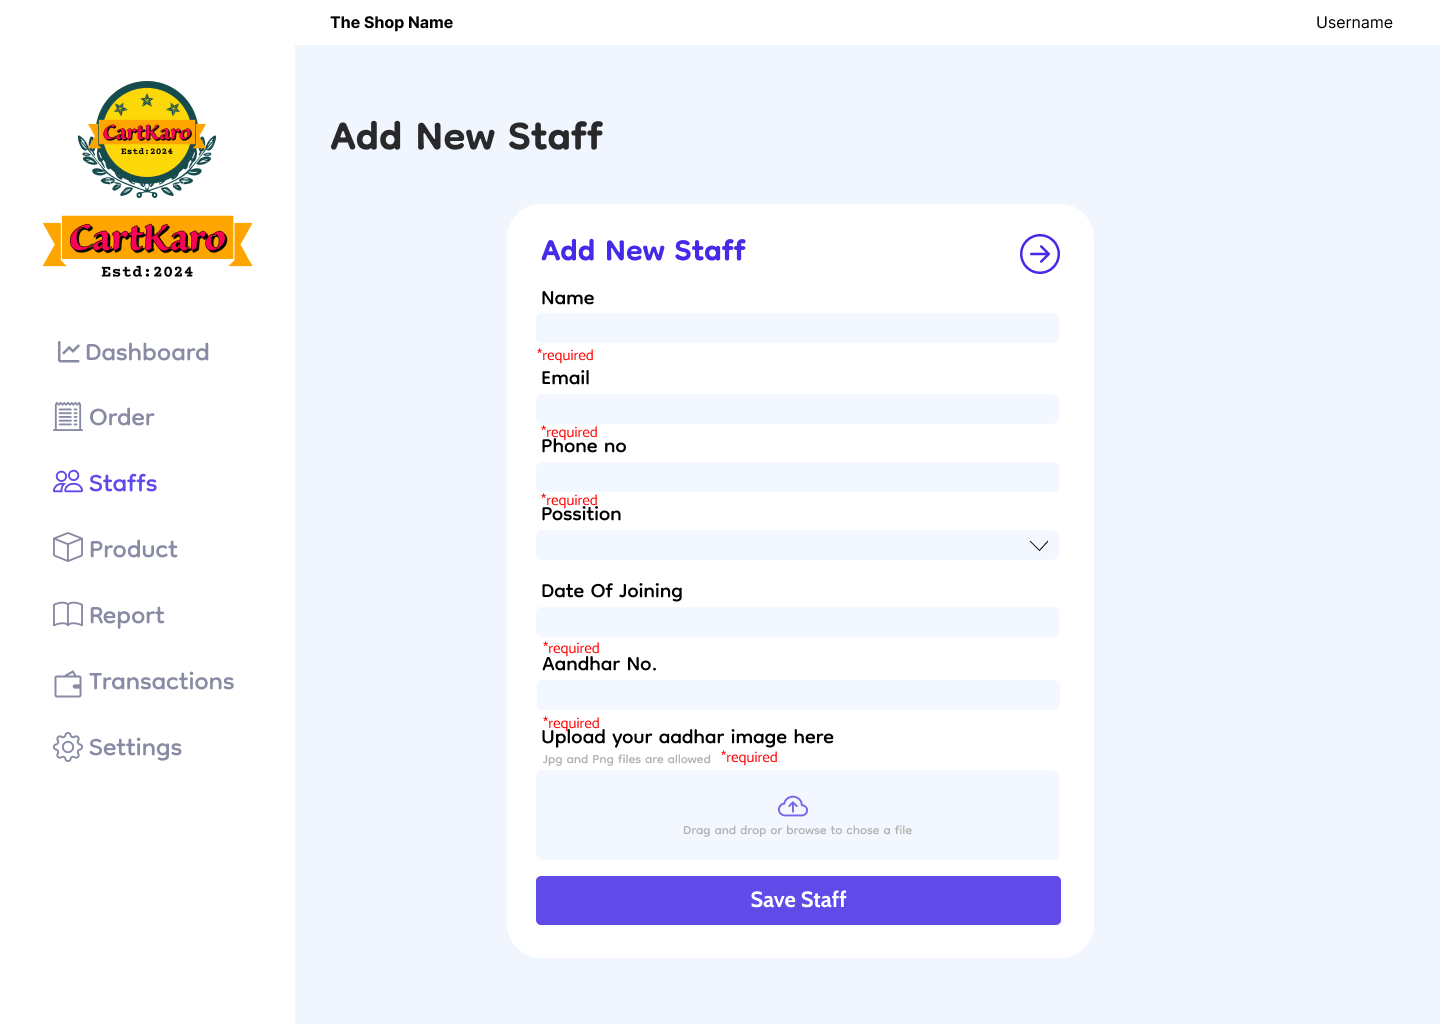 The Shop Name
Username
CartKaro
Estd:2024
CartKaro
Estd:2024
Dashboard
Order
Staffs
Product
Report
Transactions
Settings
Add New Staff
Add New Staff
Name
*required
Email
*required
Phone no
*required
Possition
Date Of Joining
*required
Aandhar No.
*required
Upload your aadhar image here
Jpg and Png files are allowed *required
Drag and drop or browse to chose a file
Save Staff